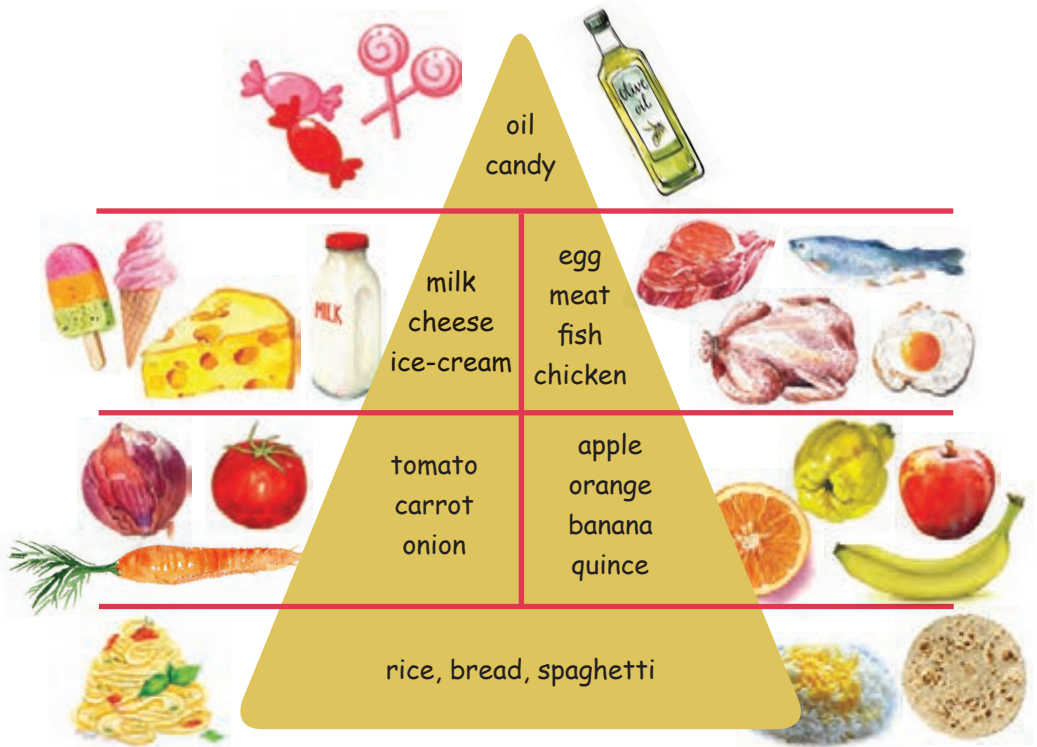 oil
candy
olive
oil
milk
cheese
ice-cream
MILK
egg
meat
fish
chicken
tomato
carrot
onion
apple
orange
banana
quince
rice, bread, spaghetti